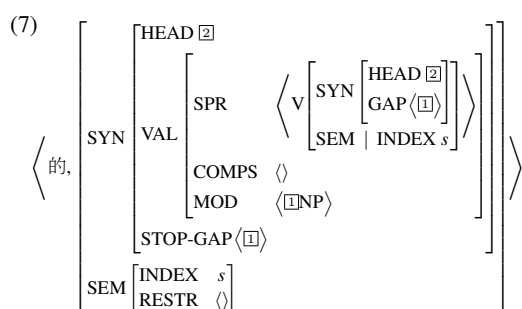 (7)
HEAD 2
SPR ⟨ V SYN HEAD 2
GAP⟨1⟩
SEM | INDEX s ⟩
⟨ 的, SYN VAL
COMPS ⟨⟩
MOD ⟨1NP⟩
STOP-GAP⟨1⟩
SEM INDEX s
RESTR ⟨⟩ ⟩